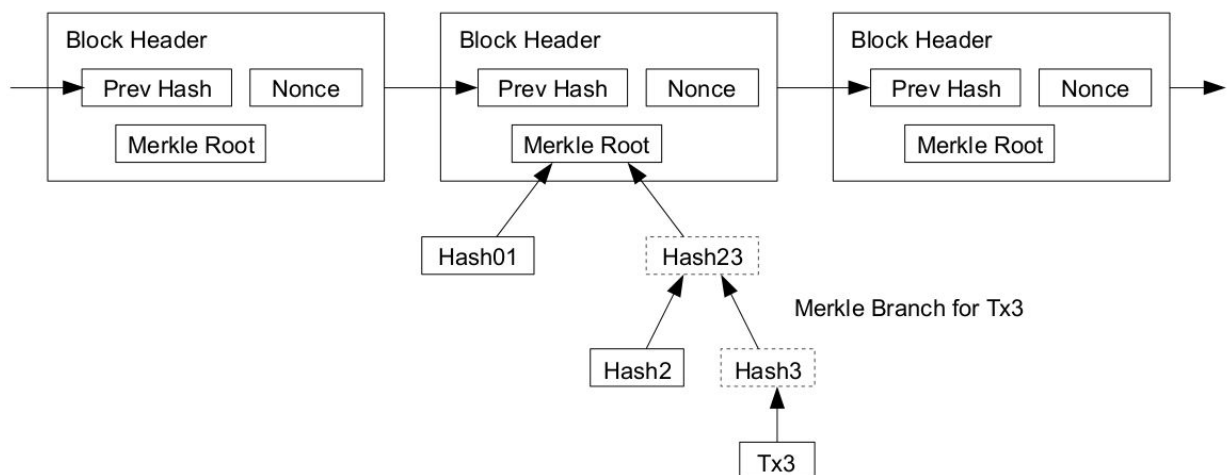 Block Header
Block Header
Block Header
Prev Hash
Nonce
Prev Hash
Nonce
Prev Hash
Nonce
Merkle Root
Merkle Root
Merkle Root
Hash01
Hash23
Merkle Branch for Tx3
Hash2
Hash3
Tx3